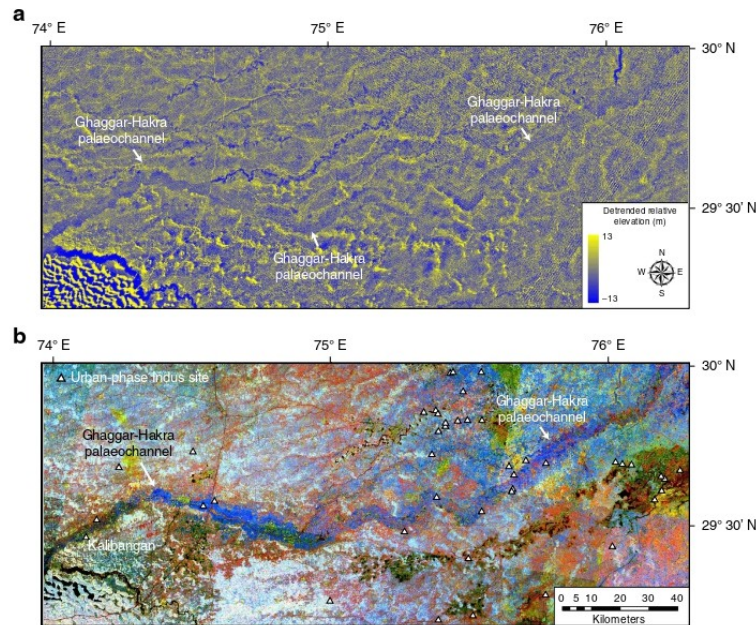 a
74° E
75° E
76° E
30° N
Ghaggar-Hakra
palaeochannel
Ghaggar-Hakra
palaeochannel
29° 30' N
Ghaggar-Hakra
palaeochannel
Detrended relative
elevation (m)
13
−13
N
W
E
S
b
74° E
75° E
76° E
30° N
Urban-phase Indus site
Ghaggar-Hakra
palaeochannel
Ghaggar-Hakra
palaeochannel
29° 30' N
Kalibangan
0 5 10 20 30 40
Kilometers